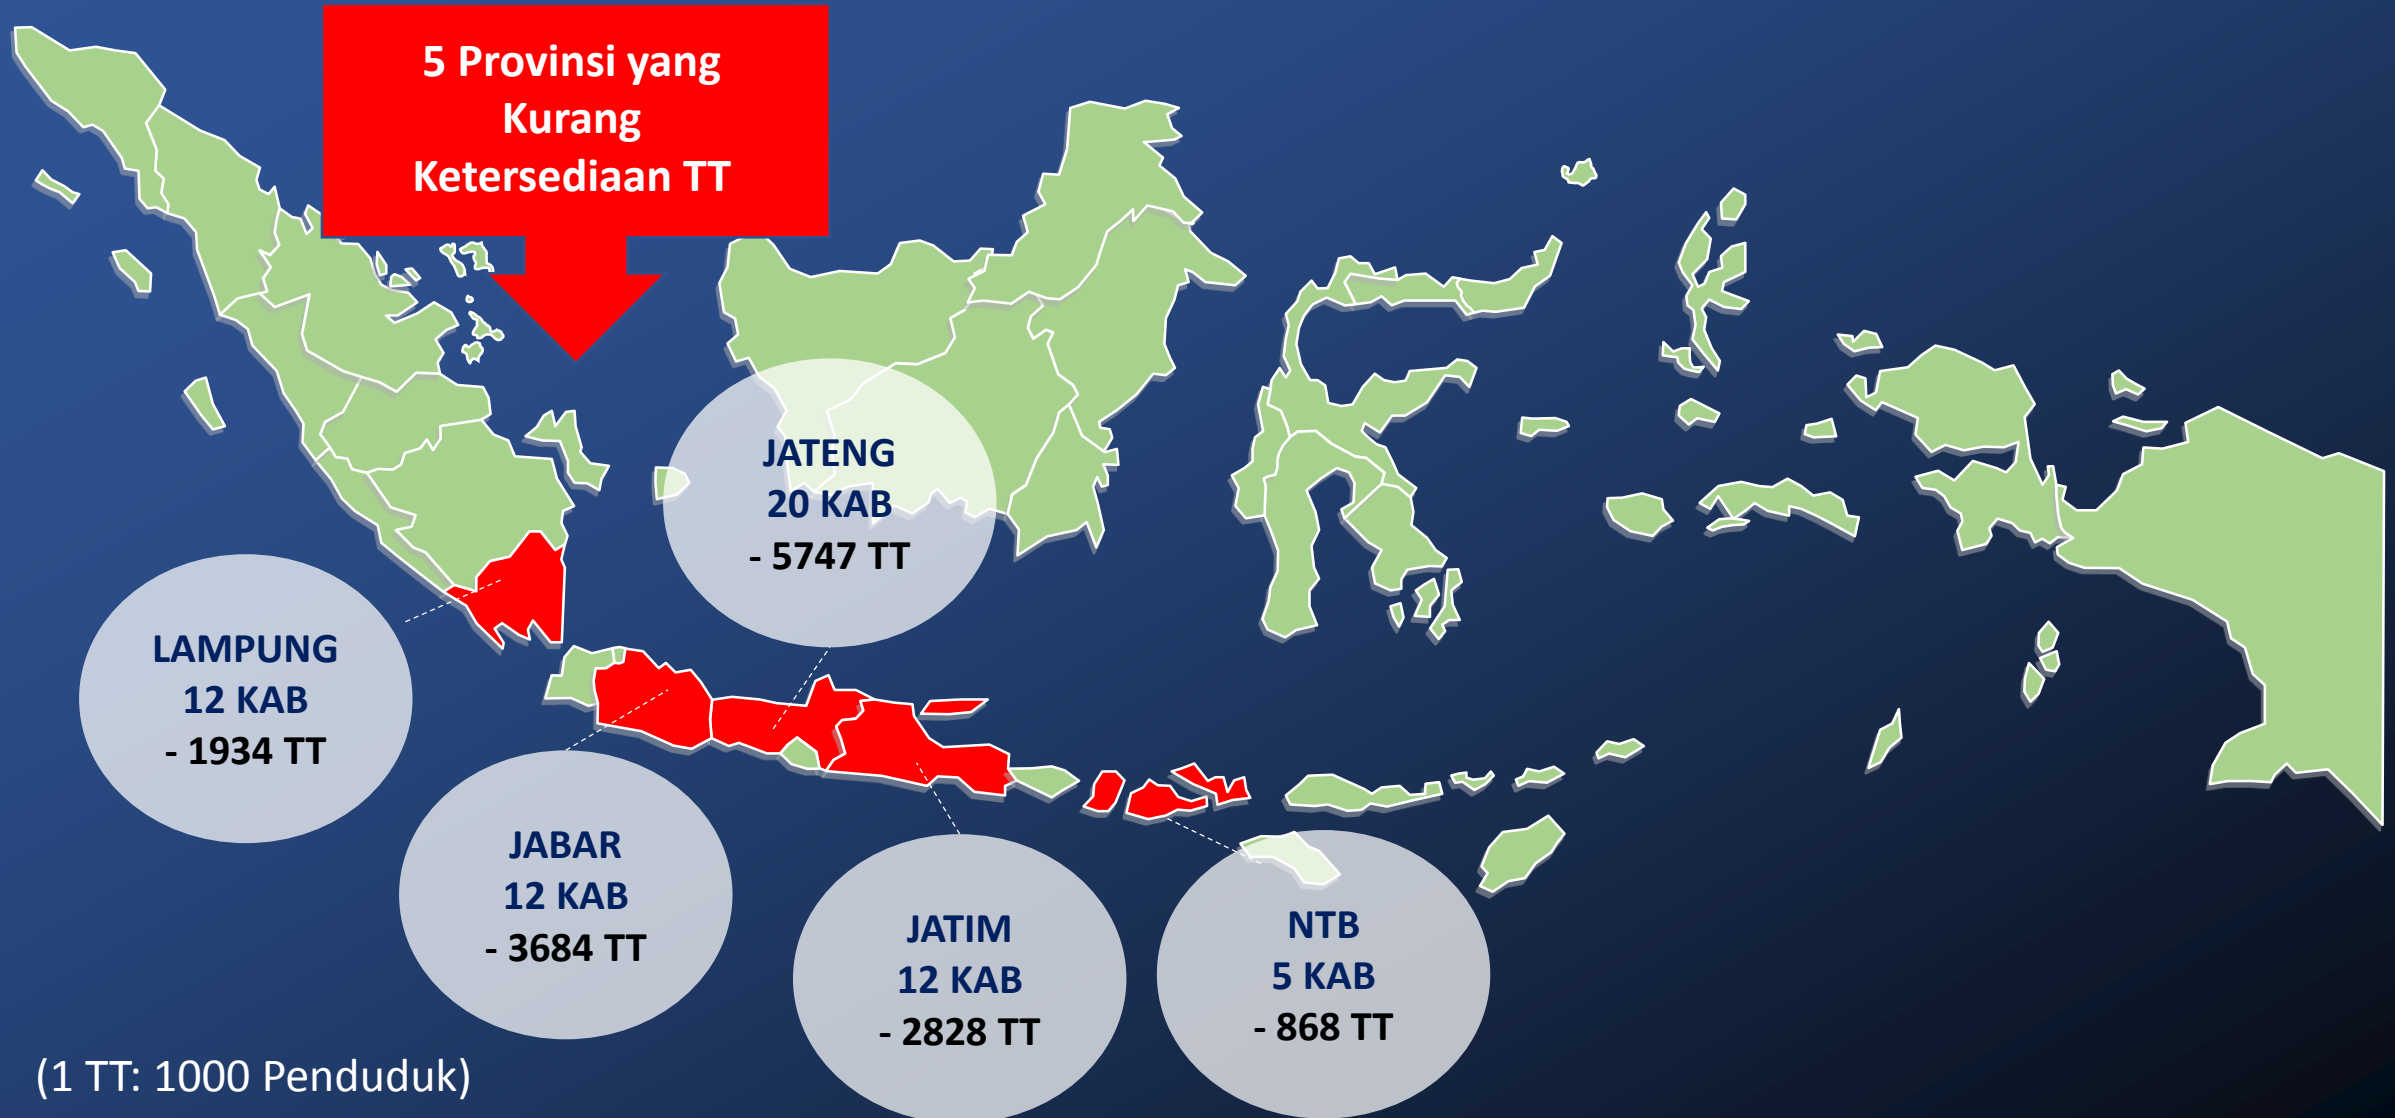 5 Provinsi yang
Kurang
Ketersediaan TT
JATENG
20 KAB
- 5747 TT
LAMPUNG
12 KAB
- 1934 TT
JABAR
12 KAB
- 3684 TT
JATIM
12 KAB
- 2828 TT
NTB
5 KAB
- 868 TT
(1 TT: 1000 Penduduk)